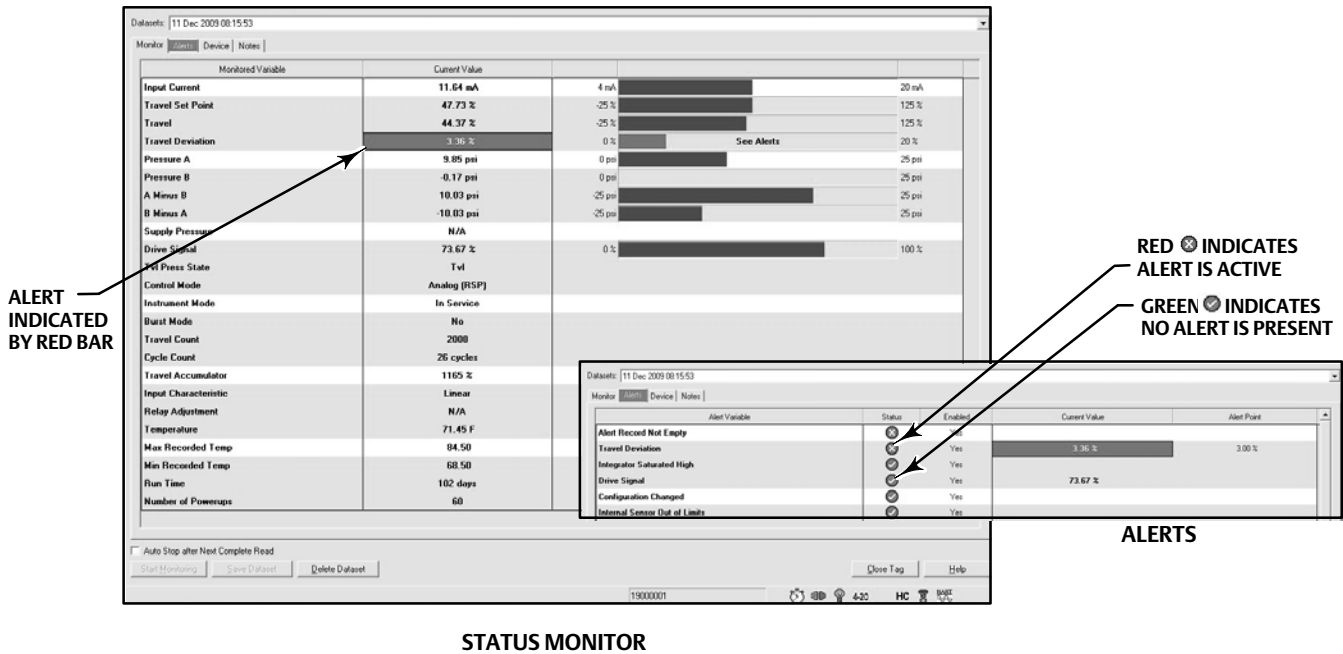 Datasets: 11 Dec 2009 08:15:53
Monitor Alerts Device Notes
Monitored Variable Current Value
Input Current 11.64 mA 4 mA 20 mA
Travel Set Point 47.73 % -25 % 125 %
Travel 44.37 % -25 % 125 %
Travel Deviation 3.36 % 0 % See Alerts 20 %
Pressure A 9.85 psi 0 psi 25 psi
Pressure B -0.17 psi 0 psi 25 psi
A Minus B 10.03 psi -25 psi 25 psi
B Minus A -10.03 psi -25 psi 25 psi
Supply Pressure N/A
Drive Signal 73.67 % 0 % 100 %
Tvl Press State Tvl
Control Mode Analog (RSP)
Instrument Mode In Service
Burst Mode No
Travel Count 2000
Cycle Count 26 cycles
Travel Accumulator 1165 %
Input Characteristic Linear
Relay Adjustment N/A
Temperature 71.45 F
Max Recorded Temp 84.50
Min Recorded Temp 68.50
Run Time 102 days
Number of Powerups 60
Auto Stop after Next Complete Read
Start Monitoring Save Dataset Delete Dataset Close Tag Help
19000001 4-20 HC HART
ALERT
INDICATED
BY RED BAR
RED INDICATES
ALERT IS ACTIVE
GREEN INDICATES
NO ALERT IS PRESENT
Datasets: 11 Dec 2009 08:15:53
Monitor Alerts Device Notes
Alert Variable Status Enabled Current Value Alert Point
Alert Record Not Empty Yes
Travel Deviation Yes 3.36 % 3.00 %
Integrator Saturated High Yes
Drive Signal Yes 73.67 %
Configuration Changed Yes
Internal Sensor Out of Limits Yes
ALERTS
STATUS MONITOR